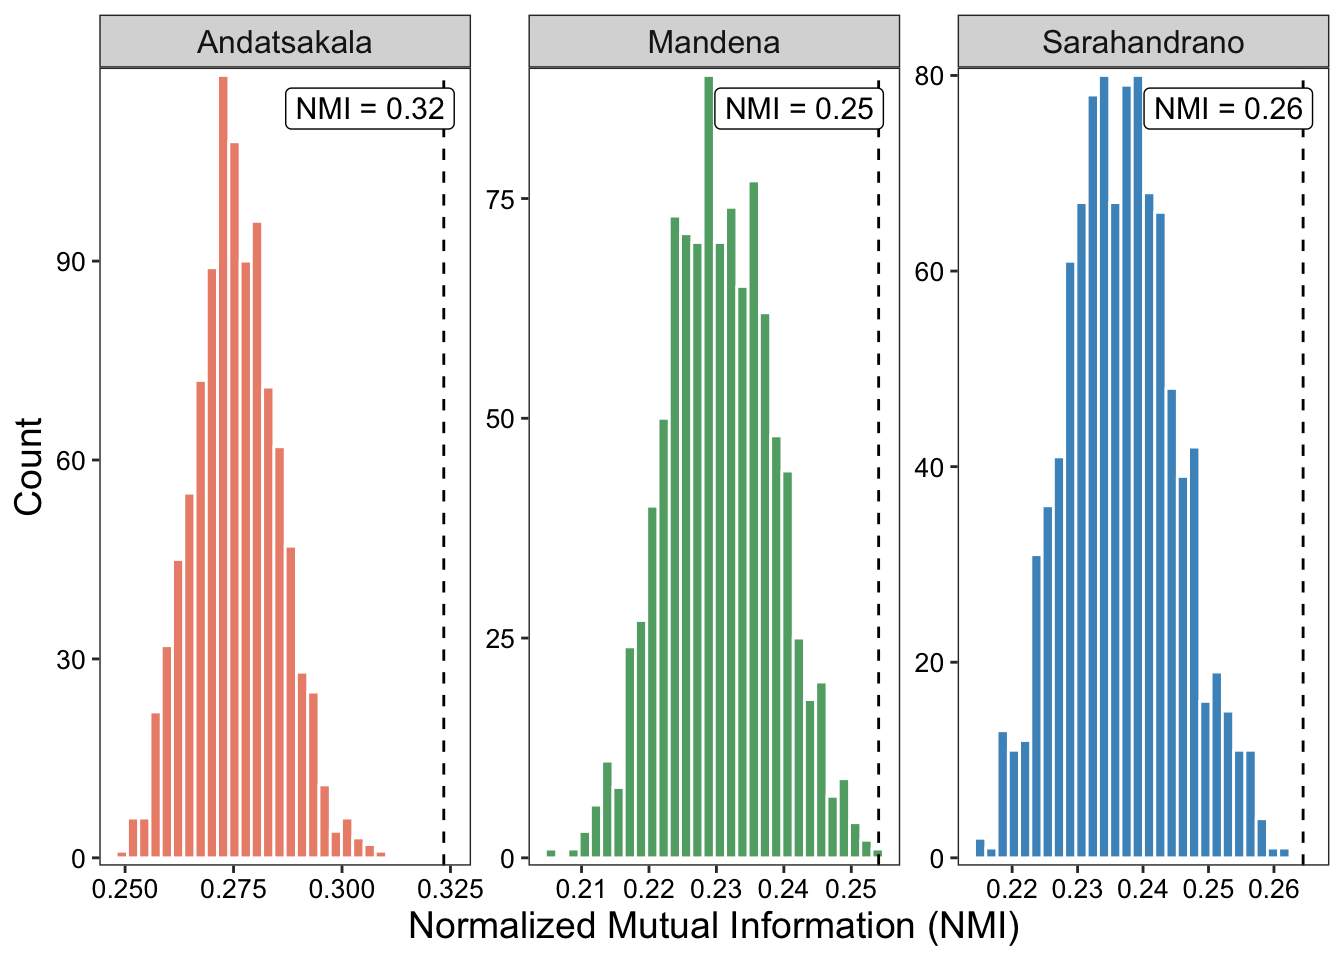 Andatsakala
Mandena
Sarahandrano
NMI = 0.32
NMI = 0.25
NMI = 0.26
Count
90
60
30
0
75
50
25
0
80
60
40
20
0
0.250 0.275 0.300 0.325
0.21 0.22 0.23 0.24 0.25
0.22 0.23 0.24 0.25 0.26
Normalized Mutual Information (NMI)